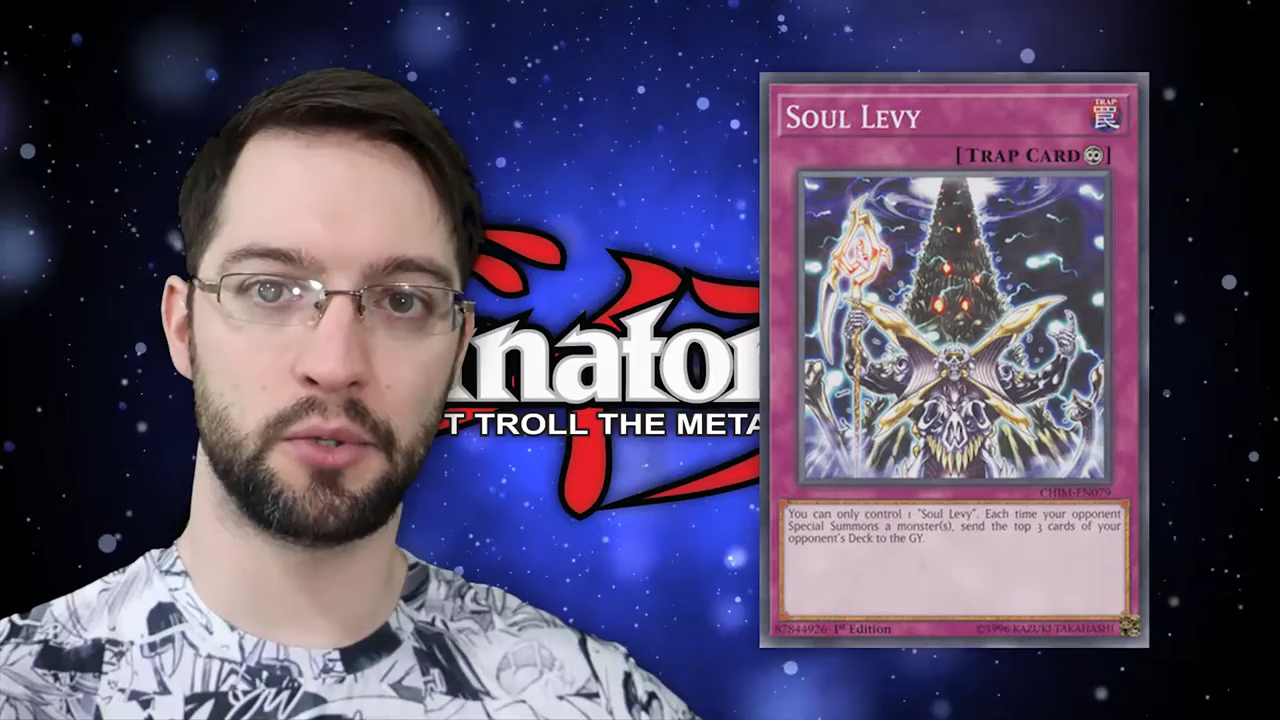 Soul Levy
TRAP
罠
[Trap Card]
nator
T TROLL THE META
CHIM-EN079
You can only control 1 "Soul Levy". Each time your opponent
Special Summons a monster(s), send the top 3 cards of your
opponent's Deck to the GY.
87844926 1st Edition
©1996 KAZUKI TAKAHASHI